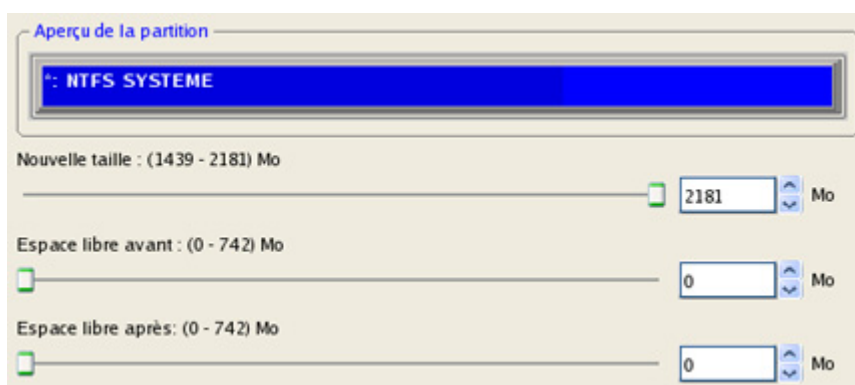 Aperçu de la partition
*: NTFS SYSTEME
Nouvelle taille : (1439 - 2181) Mo
2181 Mo
Espace libre avant : (0 - 742) Mo
0 Mo
Espace libre après: (0 - 742) Mo
0 Mo